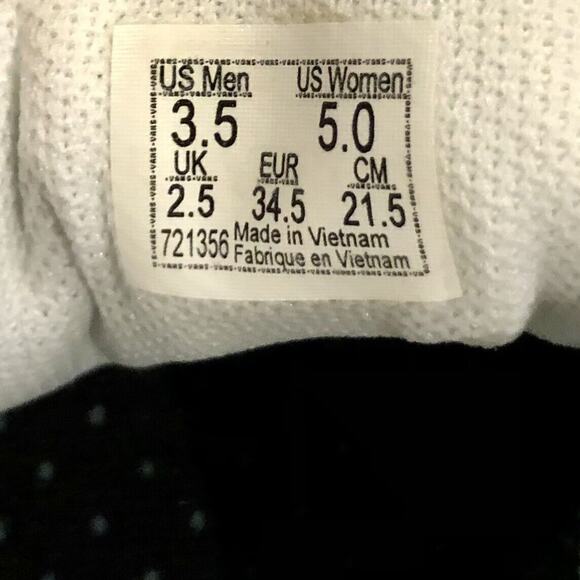 US Men US Women
3.5 5.0
UK EUR CM
2.5 34.5 21.5
721356 Made in Vietnam
Fabrique en Vietnam